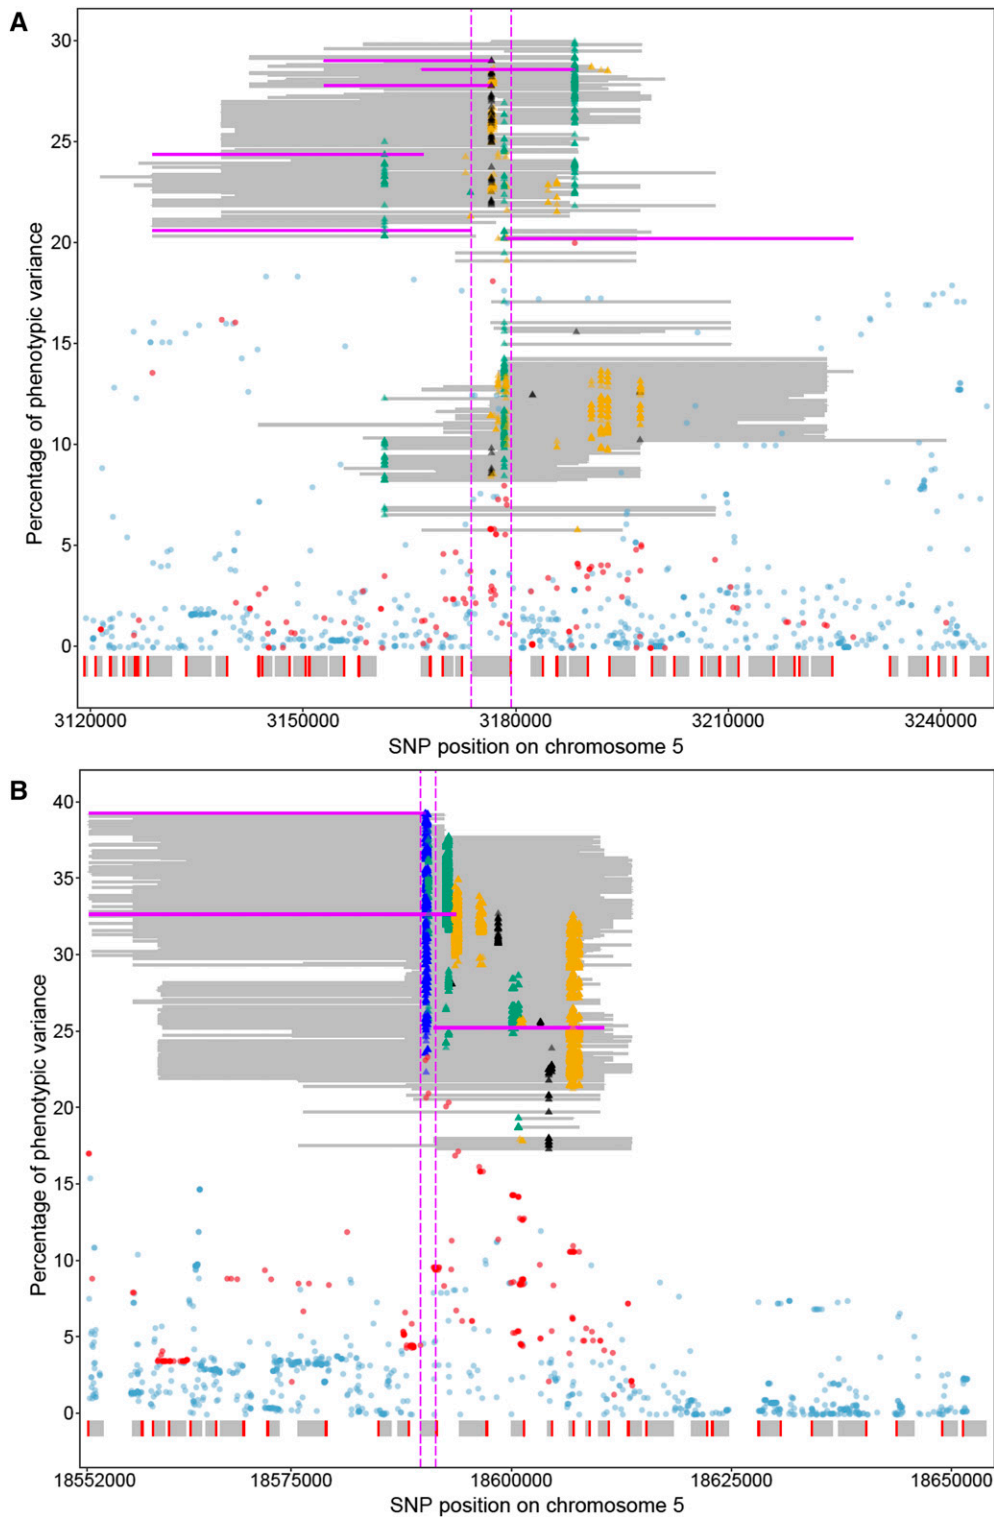 A
30
25
20
15
10
5
0
Percentage of phenotypic variance
3120000 3150000 3180000 3210000 3240000
SNP position on chromosome 5
B
40
35
30
25
20
15
10
5
0
Percentage of phenotypic variance
18552000 18575000 18600000 18625000 18650000
SNP position on chromosome 5